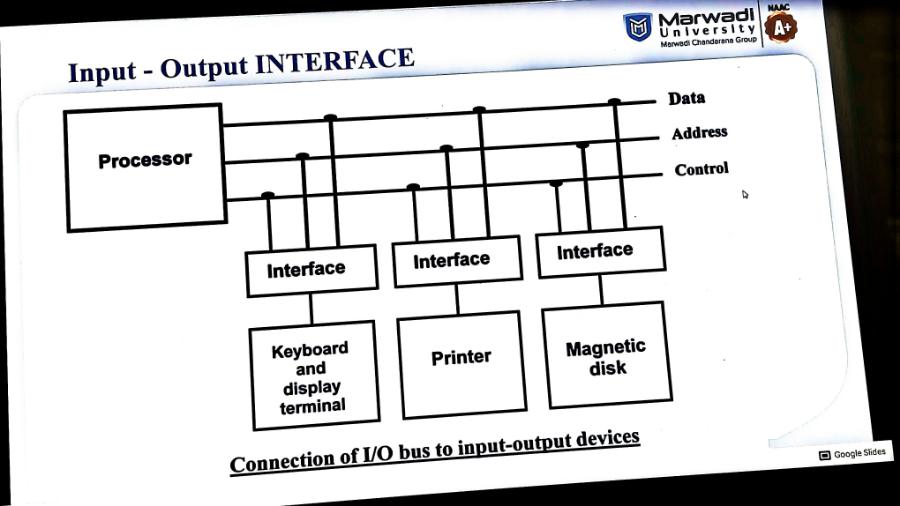 Marwadi
University
Marwadi Chandarana Group
NAAC
A+
Input - Output INTERFACE
Data
Address
Control
Processor
Interface
Interface
Interface
Keyboard
and
display
terminal
Printer
Magnetic
disk
Connection of I/O bus to input-output devices
Google Slides